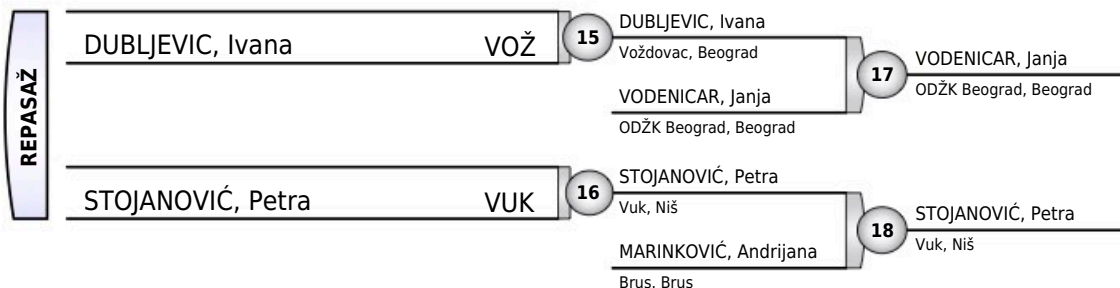 REPASAŽ
DUBLJEVIC, Ivana VOŽ
15
DUBLJEVIC, Ivana
Voždovac, Beograd
VODENICAR, Janja
ODŽK Beograd, Beograd
17
VODENICAR, Janja
ODŽK Beograd, Beograd
STOJANOVIĆ, Petra VUK
16
STOJANOVIĆ, Petra
Vuk, Niš
MARINKOVIĆ, Andrijana
Brus, Brus
18
STOJANOVIĆ, Petra
Vuk, Niš